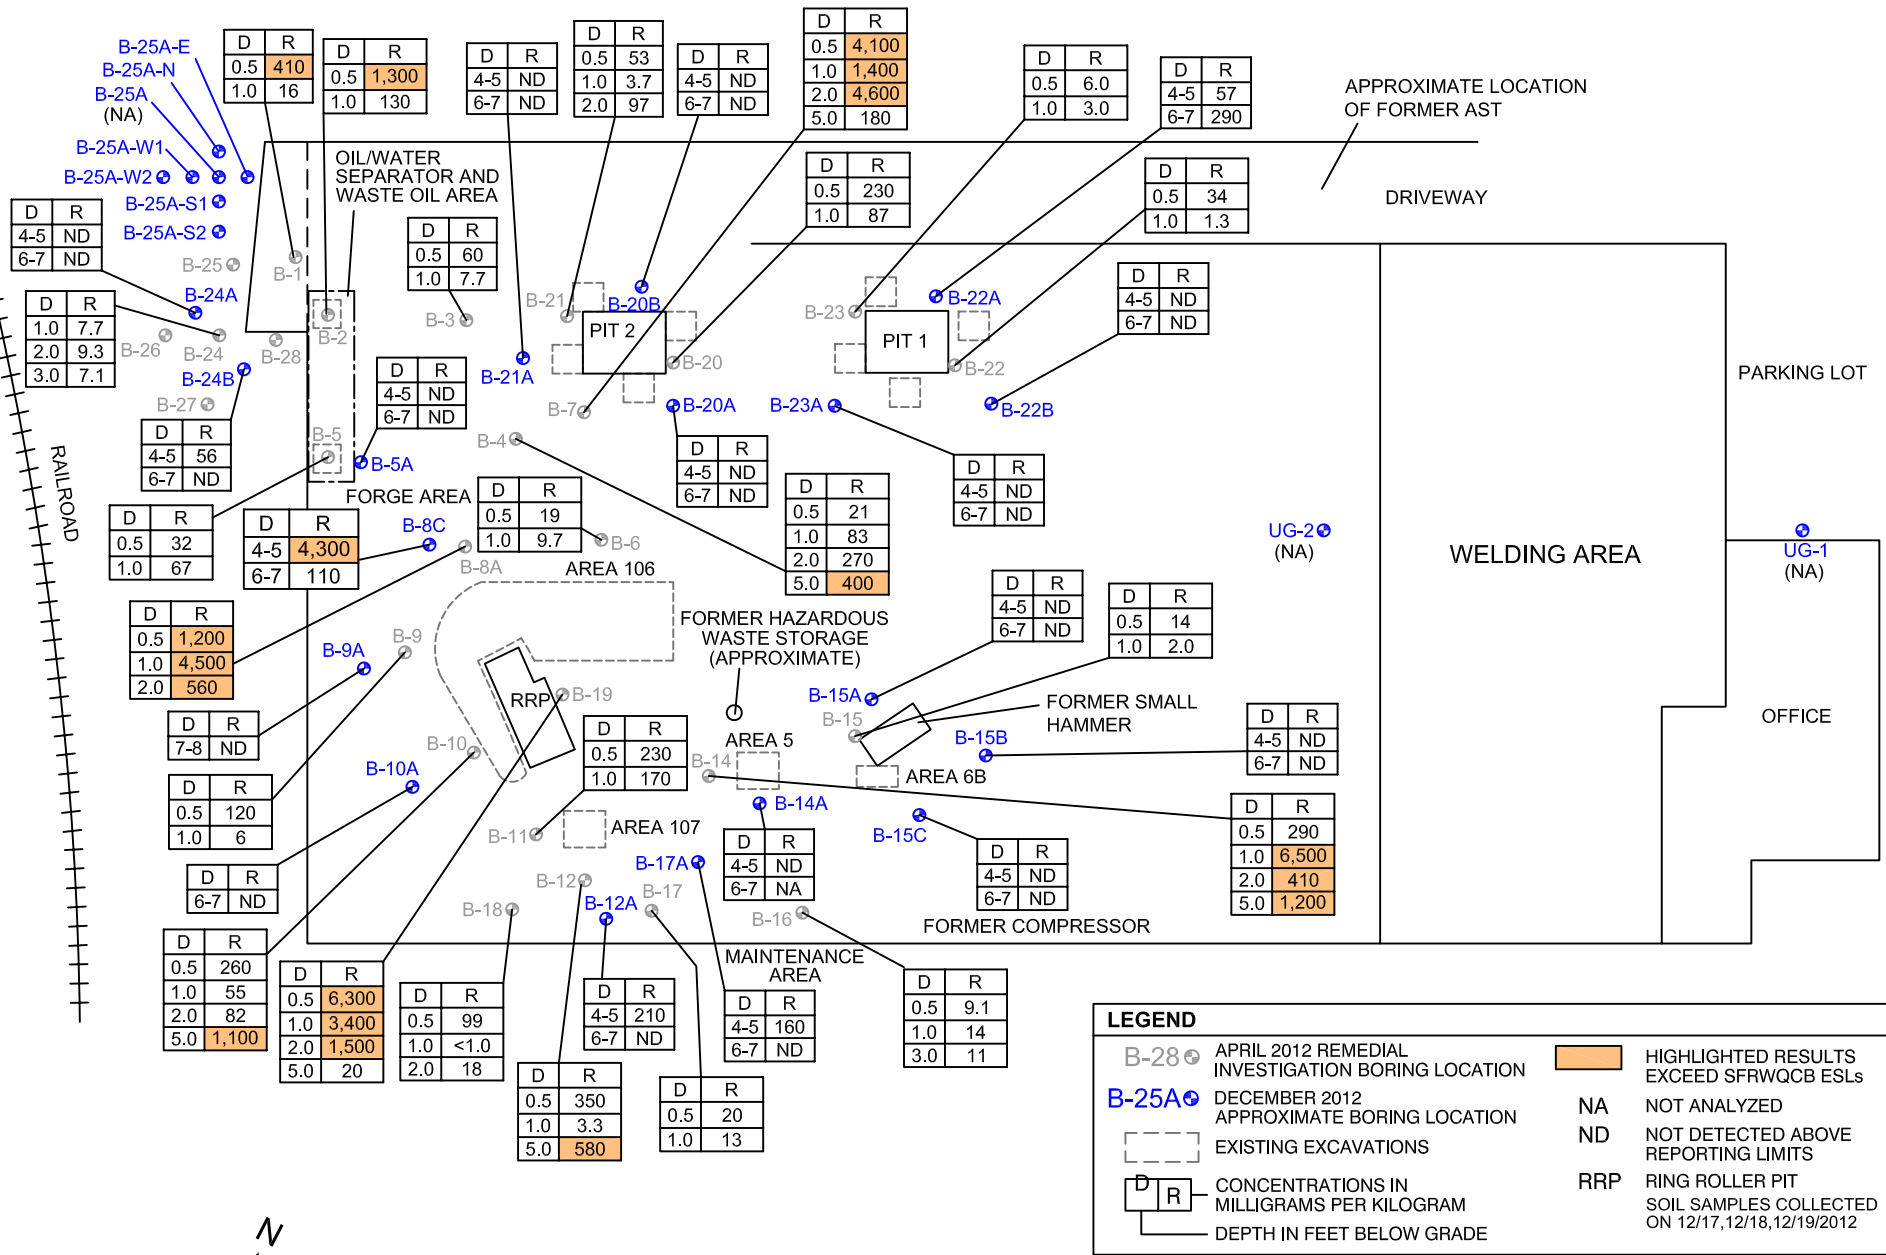 B-25A-E
B-25A-N
B-25A
(NA)
B-25A-W1
B-25A-W2
B-25A-S1
B-25A-S2
D R
0.5 410
1.0 16
D R
0.5 1,300
1.0 130
D R
4-5 ND
6-7 ND
D R
0.5 53
1.0 3.7
2.0 97
D R
4-5 ND
6-7 ND
D R
0.5 4,100
1.0 1,400
2.0 4,600
5.0 180
D R
0.5 6.0
1.0 3.0
D R
4-5 57
6-7 290
APPROXIMATE LOCATION
OF FORMER AST
DRIVEWAY
OIL/WATER
SEPARATOR AND
WASTE OIL AREA
D R
0.5 230
1.0 87
D R
0.5 34
1.0 1.3
D R
4-5 ND
6-7 ND
D R
0.5 60
1.0 7.7
D R
4-5 ND
6-7 ND
B-25
B-1
B-24A
D R
1.0 7.7
2.0 9.3
3.0 7.1
B-26
B-24
B-28
B-2
B-3
B-21
B-20B
PIT 2
B-20
B-23
PIT 1
B-22A
B-22
B-24B
B-27
B-21A
B-7
B-20A
B-23A
B-22B
PARKING LOT
D R
4-5 ND
6-7 ND
D R
4-5 56
6-7 ND
B-5
B-5A
B-4
D R
4-5 ND
6-7 ND
D R
4-5 ND
6-7 ND
RAILROAD
FORGE AREA
D R
0.5 32
1.0 67
D R
4-5 4,300
6-7 110
B-8C
B-8A
D R
0.5 19
1.0 9.7
B-6
AREA 106
D R
0.5 21
1.0 83
2.0 270
5.0 400
UG-2
(NA)
WELDING AREA
UG-1
(NA)
D R
0.5 1,200
1.0 4,500
2.0 560
B-9
B-9A
FORMER HAZARDOUS
WASTE STORAGE
(APPROXIMATE)
D R
4-5 ND
6-7 ND
D R
0.5 14
1.0 2.0
RRP
B-19
B-15A
B-15
FORMER SMALL
HAMMER
OFFICE
D R
7-8 ND
B-10
B-10A
D R
0.5 230
1.0 170
AREA 5
B-14
B-15B
AREA 6B
D R
4-5 ND
6-7 ND
D R
0.5 120
1.0 6
B-11
AREA 107
B-14A
B-15C
D R
0.5 290
1.0 6,500
2.0 410
5.0 1,200
D R
6-7 ND
B-12
B-17A
D R
4-5 ND
6-7 NA
D R
4-5 ND
6-7 ND
B-18
B-12A
B-17
B-16
FORMER COMPRESSOR
MAINTENANCE
AREA
D R
0.5 260
1.0 55
2.0 82
5.0 1,100
D R
0.5 6,300
1.0 3,400
2.0 1,500
5.0 20
D R
0.5 99
1.0 <1.0
2.0 18
D R
4-5 210
6-7 ND
D R
4-5 160
6-7 ND
D R
0.5 9.1
1.0 14
3.0 11
D R
0.5 350
1.0 3.3
5.0 580
D R
0.5 20
1.0 13
N
LEGEND
B-28 APRIL 2012 REMEDIAL
INVESTIGATION BORING LOCATION
B-25A DECEMBER 2012
APPROXIMATE BORING LOCATION
EXISTING EXCAVATIONS
D R CONCENTRATIONS IN
MILLIGRAMS PER KILOGRAM
DEPTH IN FEET BELOW GRADE
HIGHLIGHTED RESULTS
EXCEED SFRWQCB ESLs
NA NOT ANALYZED
ND NOT DETECTED ABOVE
REPORTING LIMITS
RRP RING ROLLER PIT
SOIL SAMPLES COLLECTED
ON 12/17,12/18,12/19/2012